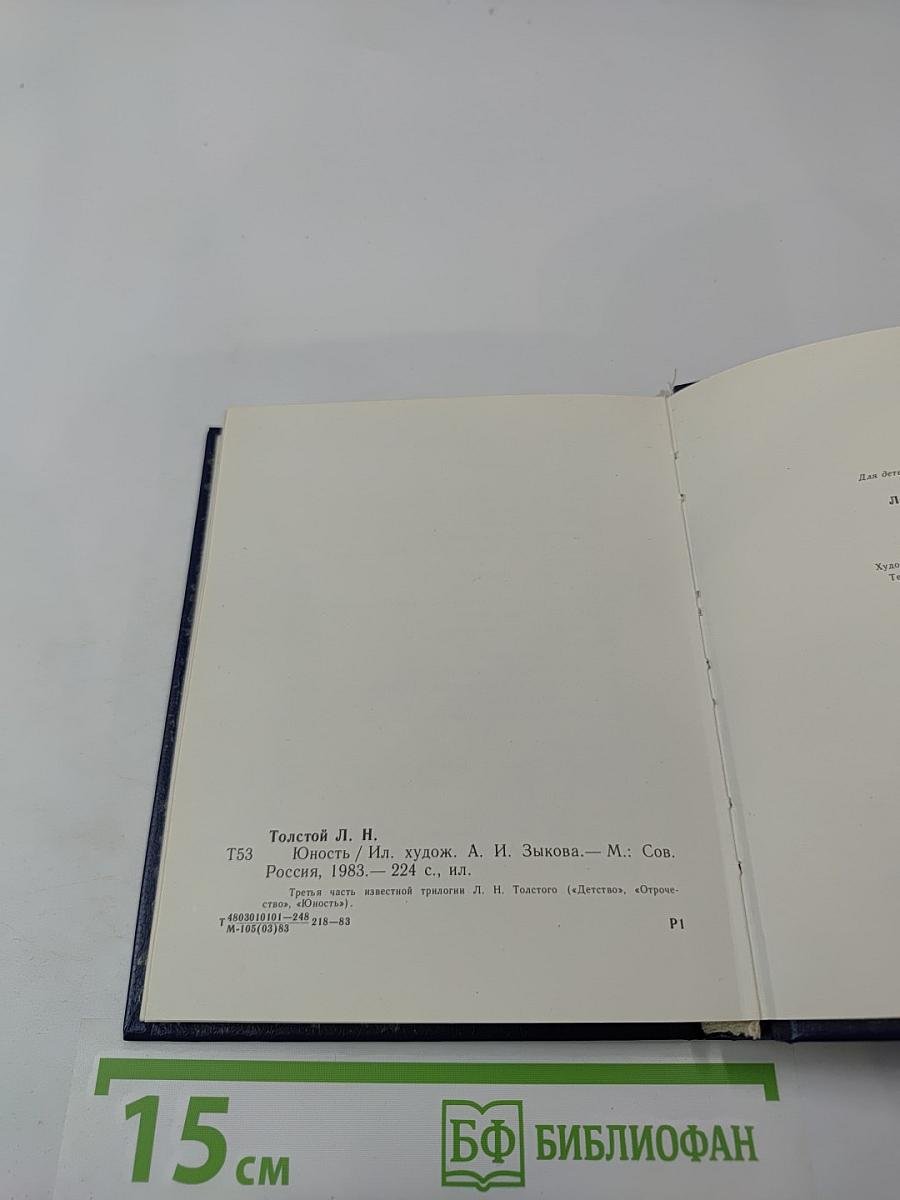 Толстой Л. Н.
Т53 Юность / Ил. худож. А. И. Зыкова.— М.: Сов.
Россия, 1983.— 224 с., ил.
Третья часть известной трилогии Л. Н. Толстого («Детство», «Отроче-
ство», «Юность»).
Т 4803010101—248 218—83
М-105(03)83
Р1
Для
15 см
БФ БИБЛИОФАН